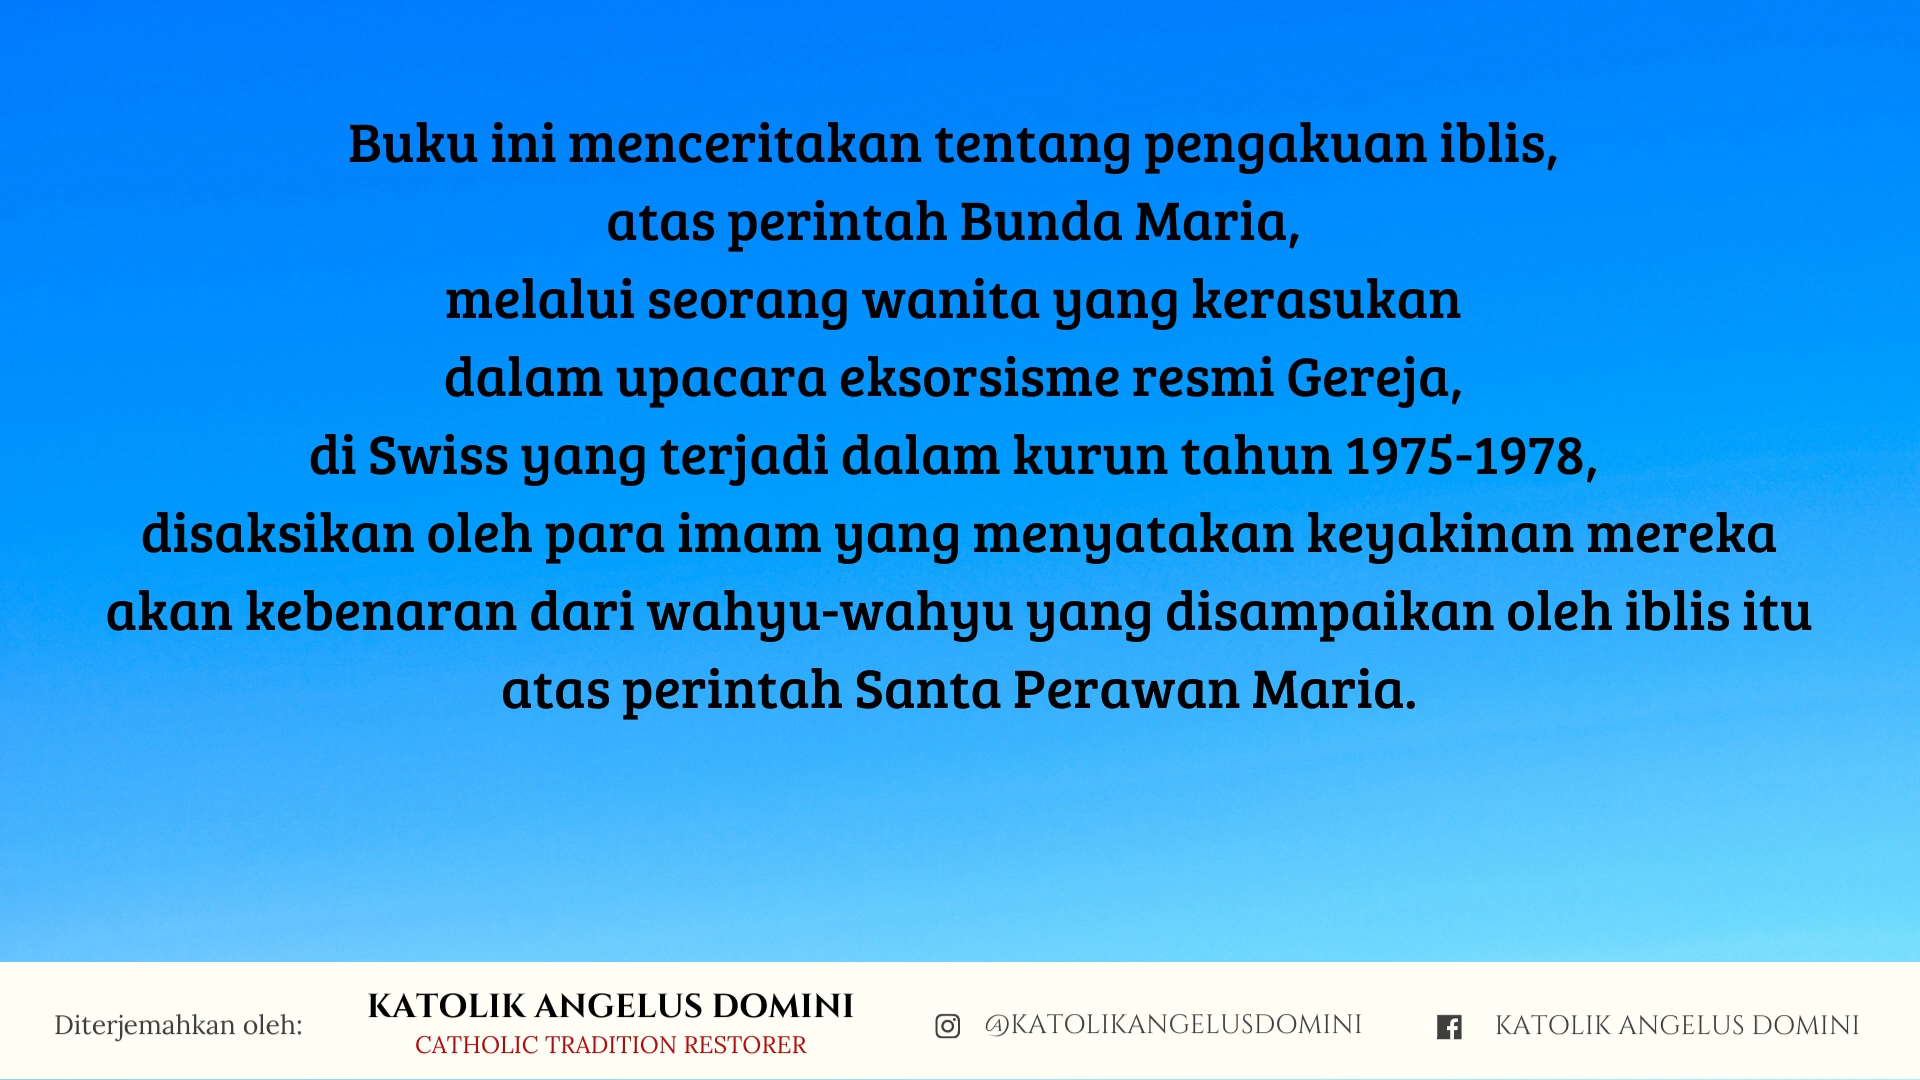 Buku ini menceritakan tentang pengakuan iblis,
atas perintah Bunda Maria,
melalui seorang wanita yang kerasukan
dalam upacara eksorsisme resmi Gereja,
di Swiss yang terjadi dalam kurun tahun 1975-1978,
disaksikan oleh para imam yang menyatakan keyakinan mereka
akan kebenaran dari wahyu-wahyu yang disampaikan oleh iblis itu
atas perintah Santa Perawan Maria.
Diterjemahkan oleh:
KATOLIK ANGELUS DOMINI
CATHOLIC TRADITION RESTORER
@KATOLIKANGELUSDOMINI
KATOLIK ANGELUS DOMINI